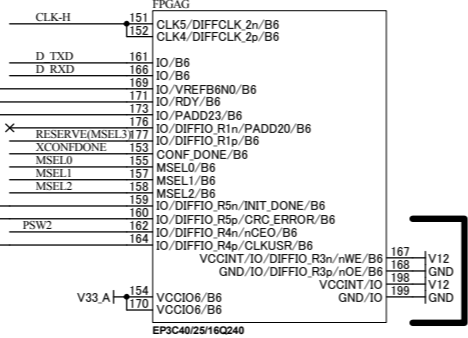 FPGAG
CLK-H 151 CLK5/DIFFCLK_2n/B6
152 CLK4/DIFFCLK_2p/B6
D_TXD 161 IO/B6
D_RXD 166 IO/B6
169 IO/VREFB6N0/B6
171 IO/RDY/B6
173 IO/PADD23/B6
176 IO/DIFFIO_R1n/PADD20/B6
RESERVE(MSEL3) 177 IO/DIFFIO_R1p/B6
XCONFDONE 153 CONF_DONE/B6
MSEL0 155 MSEL0/B6
MSEL1 157 MSEL1/B6
MSEL2 158 MSEL2/B6
159 IO/DIFFIO_R5n/INIT_DONE/B6
160 IO/DIFFIO_R5p/CRC_ERROR/B6
PSW2 162 IO/DIFFIO_R4n/nCEO/B6
164 IO/DIFFIO_R4p/CLKUSR/B6
VCCINT/IO/DIFFIO_R3n/nWE/B6 167 V12
GND/IO/DIFFIO_R3p/nOE/B6 168 GND
VCCINT/IO 198 V12
GND/IO 199 GND
V33_A 154 VCCIO6/B6
170 VCCIO6/B6
EP3C40/25/16Q240